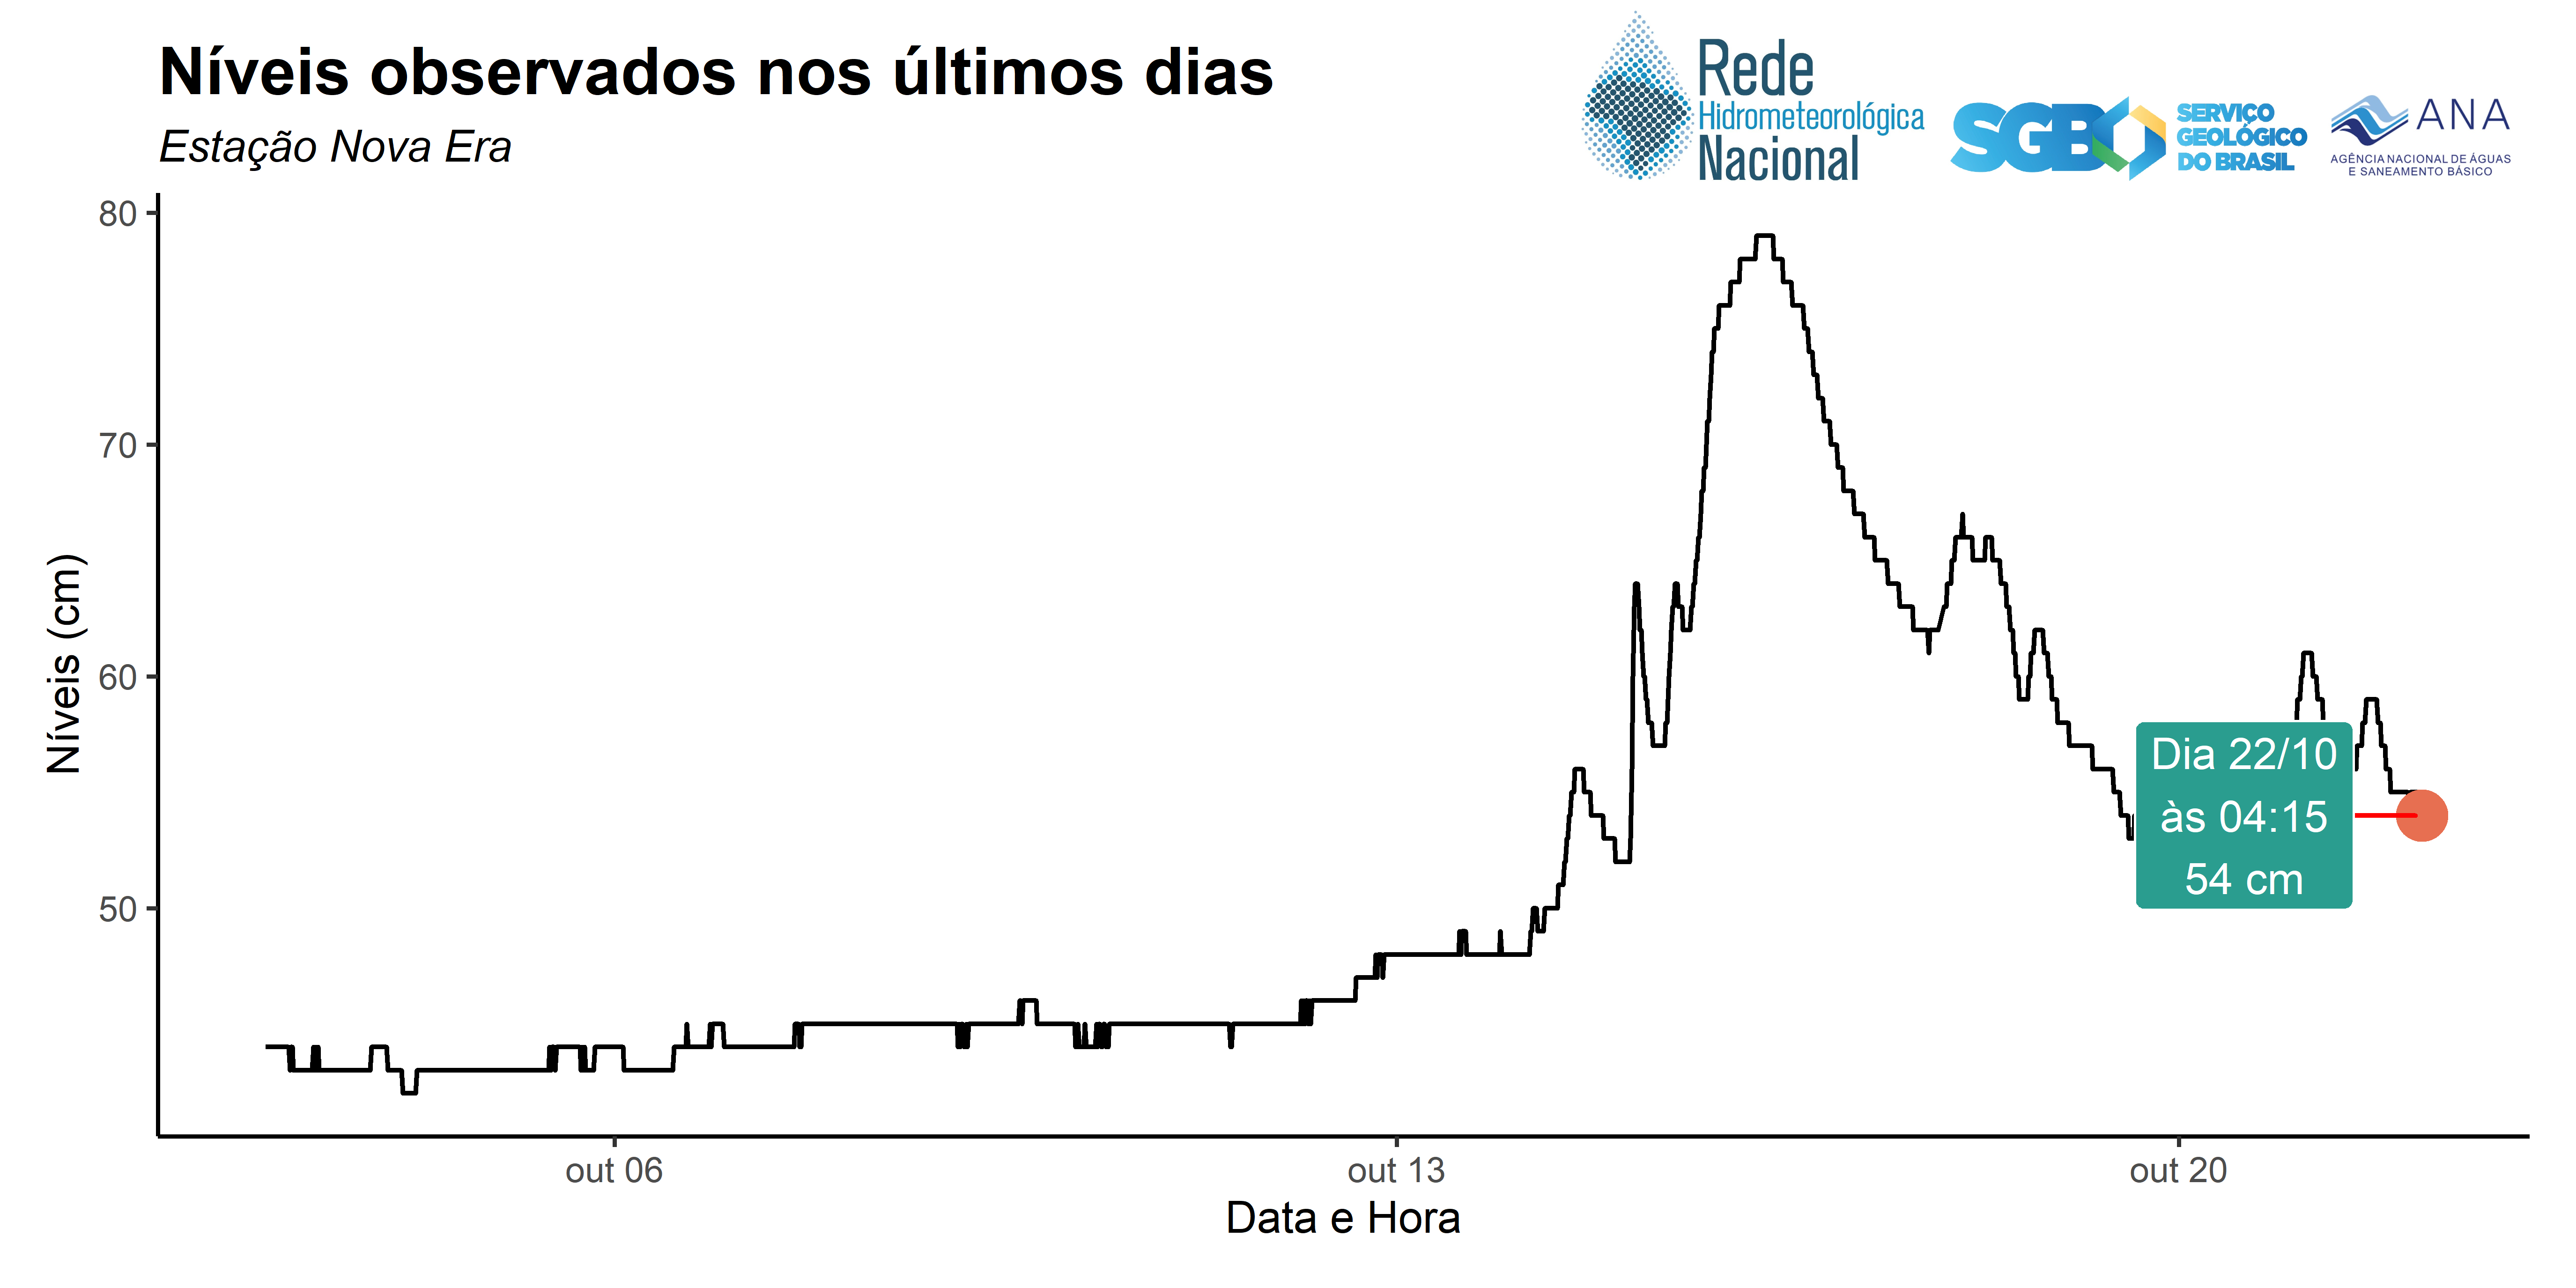 Níveis observados nos últimos dias
Estação Nova Era
Rede
Hidrometeorológica
Nacional
SGB
SERVIÇO
GEOLÓGICO
DO BRASIL
ANA
AGÊNCIA NACIONAL DE ÁGUAS
E SANEAMENTO BÁSICO
Níveis (cm)
80
70
60
50
Dia 22/10
às 04:15
54 cm
out 06
out 13
out 20
Data e Hora